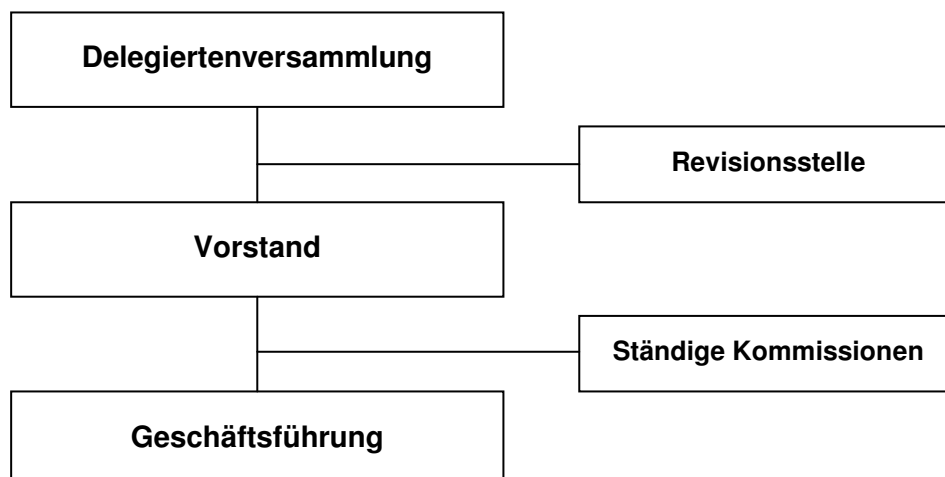 Delegiertenversammlung
Revisionsstelle
Vorstand
Ständige Kommissionen
Geschäftsführung